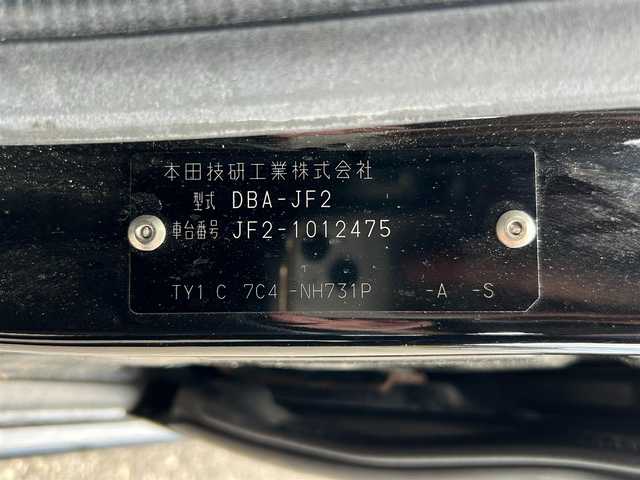 本田技研工業株式会社
型式 DBA-JF2
車台番号 JF2-1012475
TY1 C 7C4 -NH731P -A -S